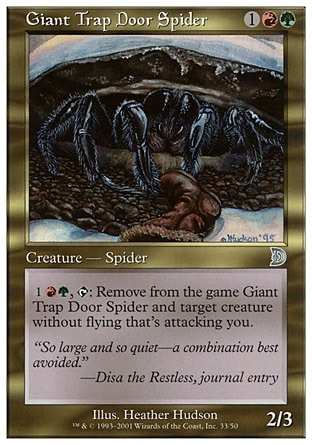 Giant Trap Door Spider 1
Hudson '95
Creature — Spider
D
1 , : Remove from the game Giant
Trap Door Spider and target creature
without flying that's attacking you.
"So large and so quiet—a combination best
avoided."
—Disa the Restless, journal entry
Illus. Heather Hudson
™ & © 1993–2001 Wizards of the Coast, Inc. 33/50
2/3